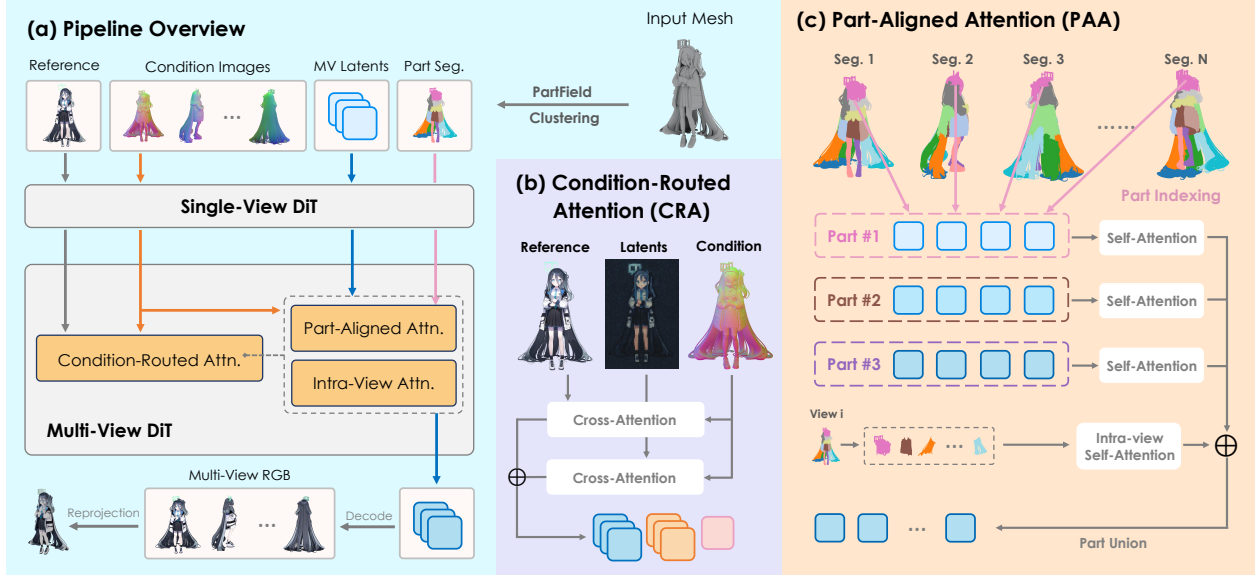 (a) Pipeline Overview
Reference
Condition Images
MV Latents
Part Seg.
...
Input Mesh
PartField
Clustering
Single-View DiT
Part-Aligned Attn.
Condition-Routed Attn.
Intra-View Attn.
Multi-View DiT
Multi-View RGB
Reprojection
...
Decode
(b) Condition-Routed
Attention (CRA)
Reference
Latents
Condition
Cross-Attention
Cross-Attention
(c) Part-Aligned Attention (PAA)
Seg. 1
Seg. 2
Seg. 3
Seg. N
......
Part Indexing
Part #1
Self-Attention
Part #2
Self-Attention
Part #3
Self-Attention
View i
...
Intra-view
Self-Attention
...
Part Union